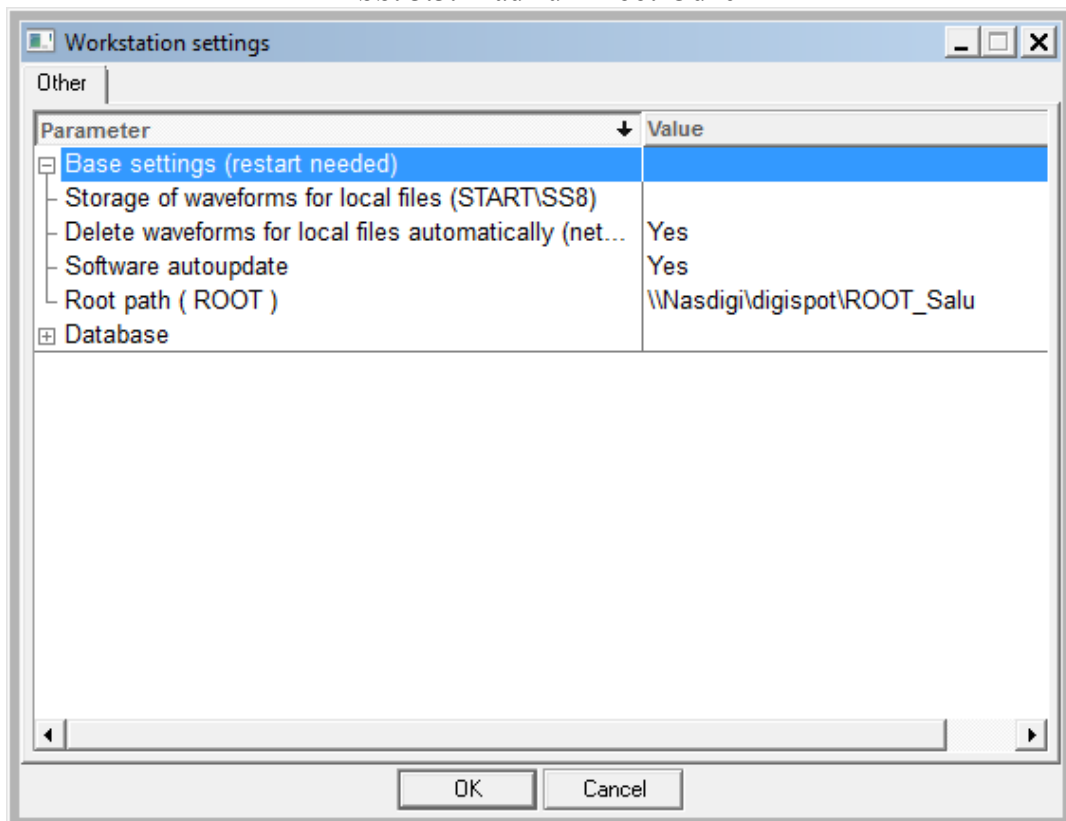 Workstation settings
Other
Parameter Value
Base settings (restart needed)
Storage of waveforms for local files (START\SS8)
Delete waveforms for local files automatically (net... Yes
Software autoupdate Yes
Root path ( ROOT ) \\Nasdigi\digispot\ROOT_Salu
Database
OK Cancel